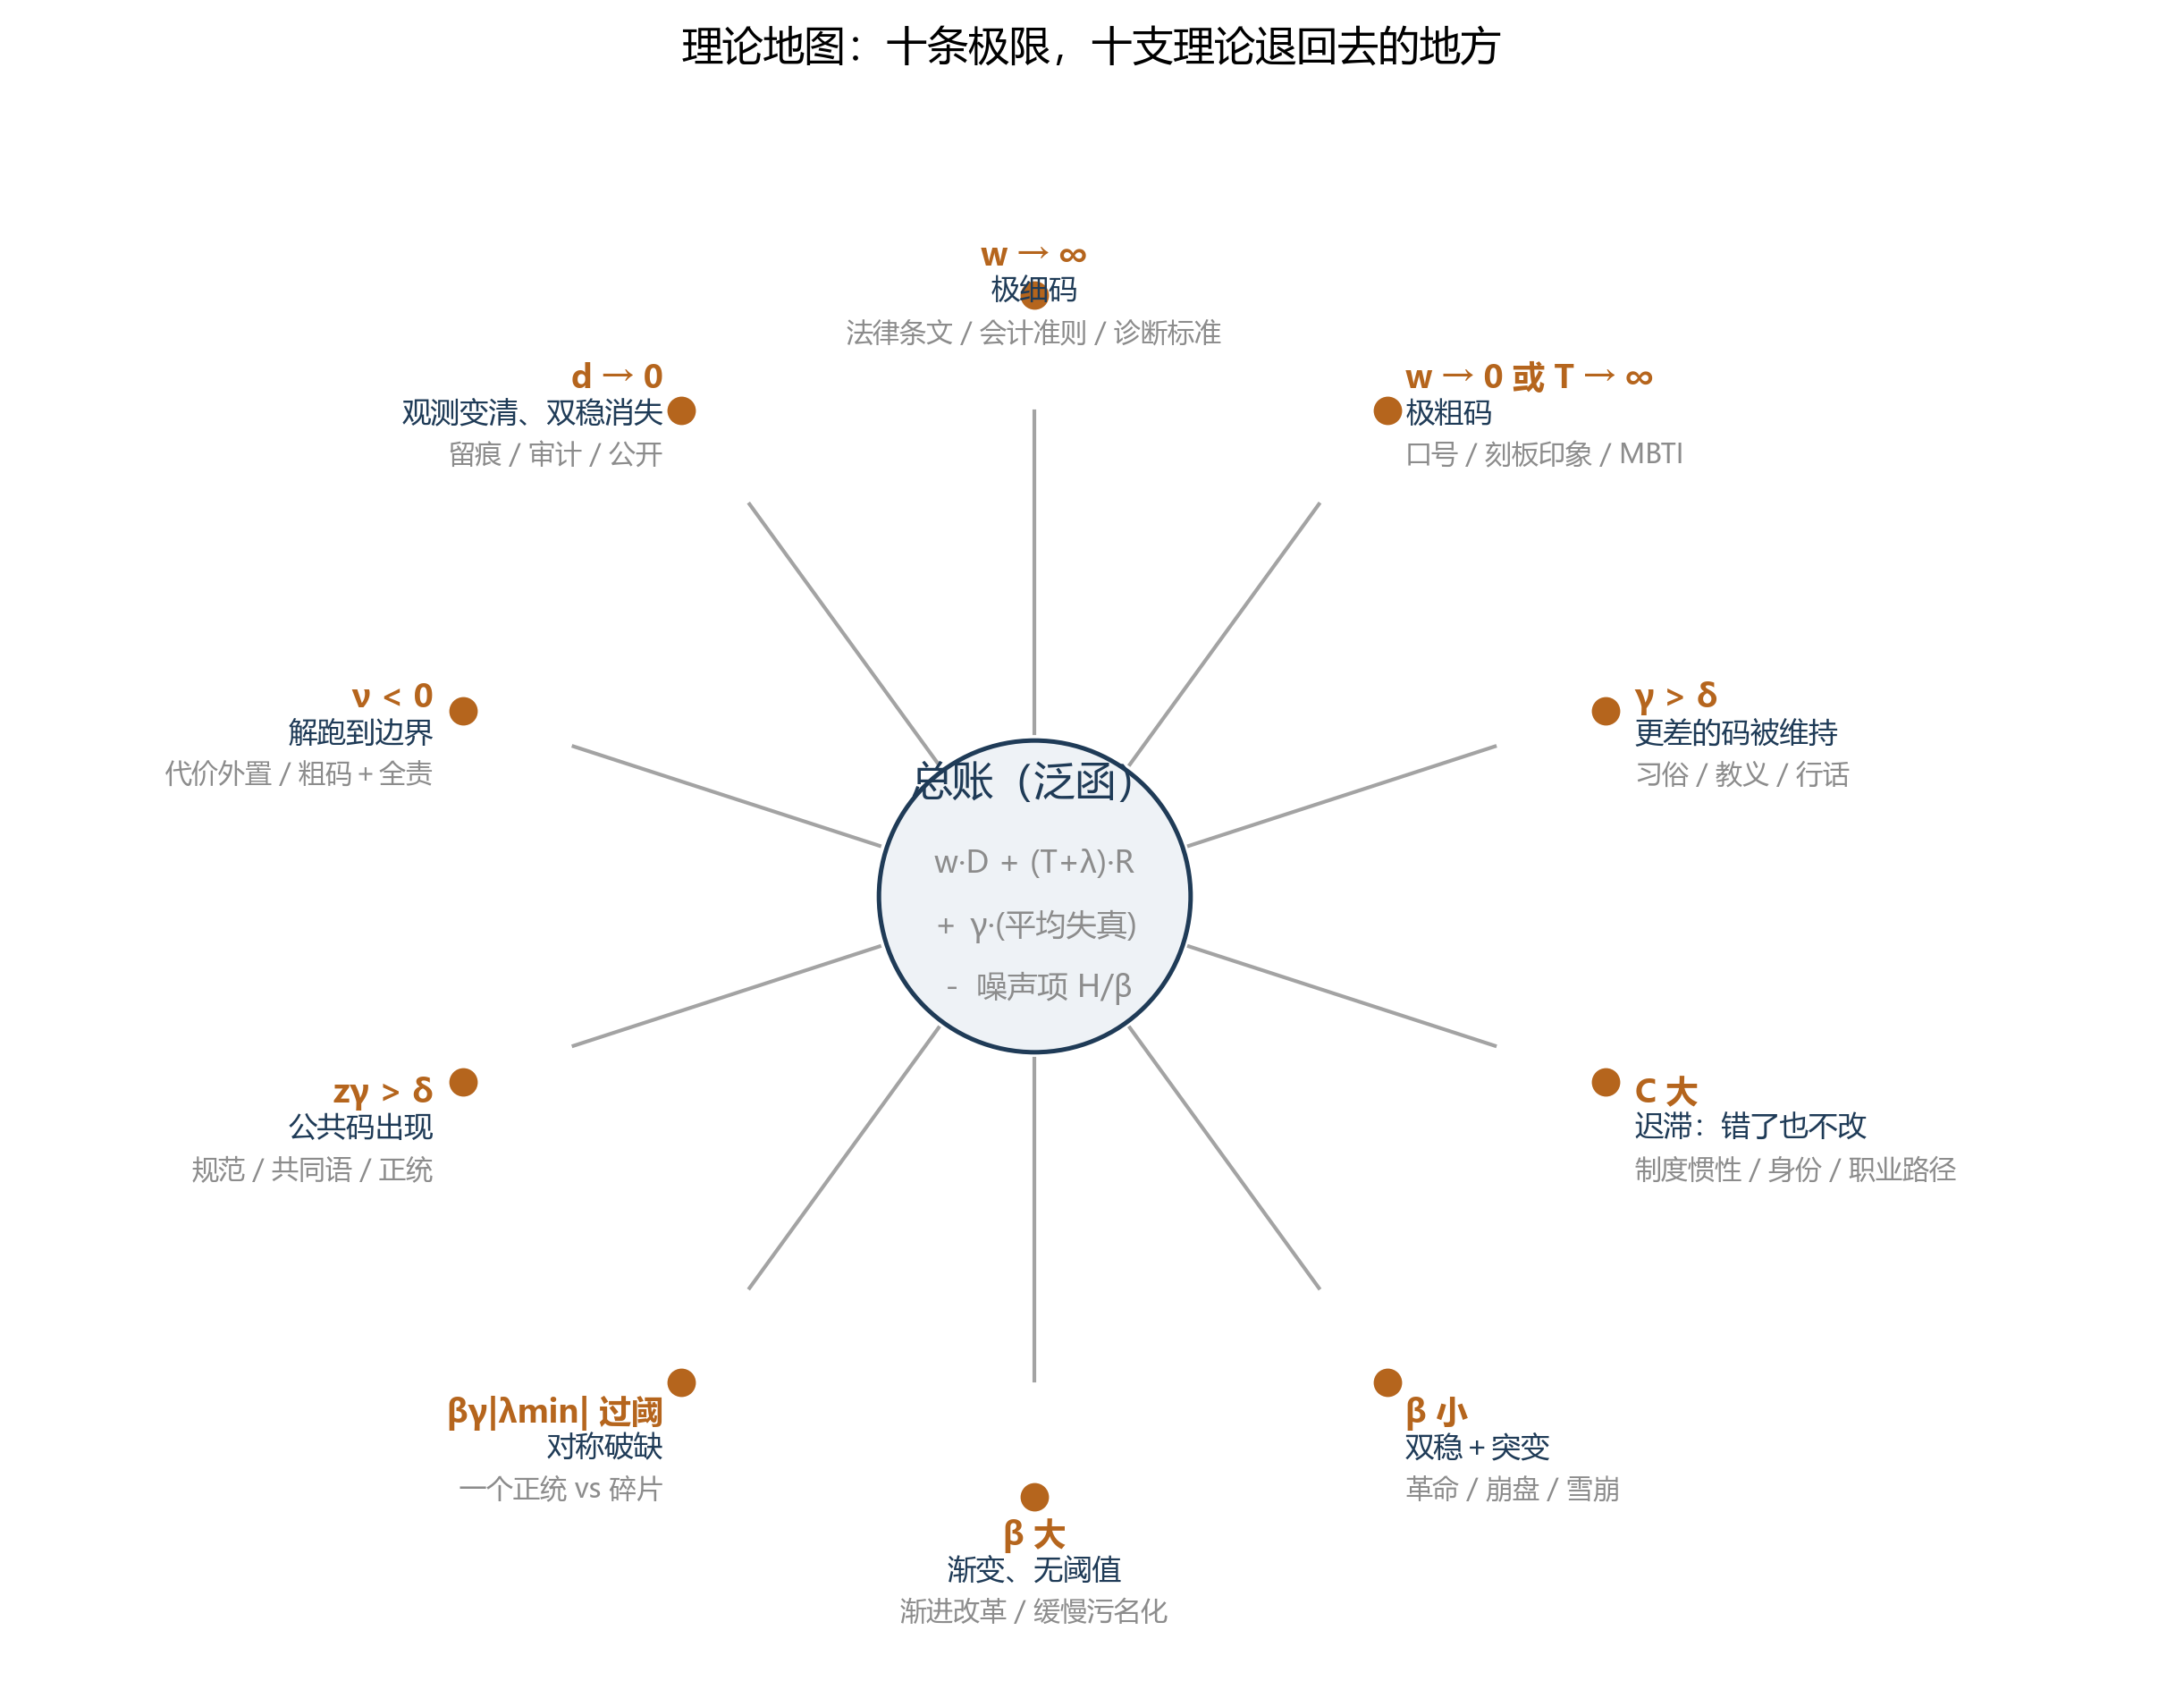 理论地图：十条极限，十支理论退回去的地方
w → ∞
极细码
法律条文 / 会计准则 / 诊断标准
d → 0
观测变清、双稳消失
留痕 / 审计 / 公开
w → 0 或 T → ∞
极粗码
口号 / 刻板印象 / MBTI
ν < 0
解跑到边界
代价外置 / 粗码 + 全责
γ > δ
更差的码被维持
习俗 / 教义 / 行话
总账（泛函）
w·D + (T+λ)·R
+ γ·(平均失真)
- 噪声项 H/β
zγ > δ
公共码出现
规范 / 共同语 / 正统
C 大
迟滞：错了也不改
制度惯性 / 身份 / 职业路径
βγ|λmin| 过阈
对称破缺
一个正统 vs 碎片
β 小
双稳 + 突变
革命 / 崩盘 / 雪崩
β 大
渐变、无阈值
渐进改革 / 缓慢污名化